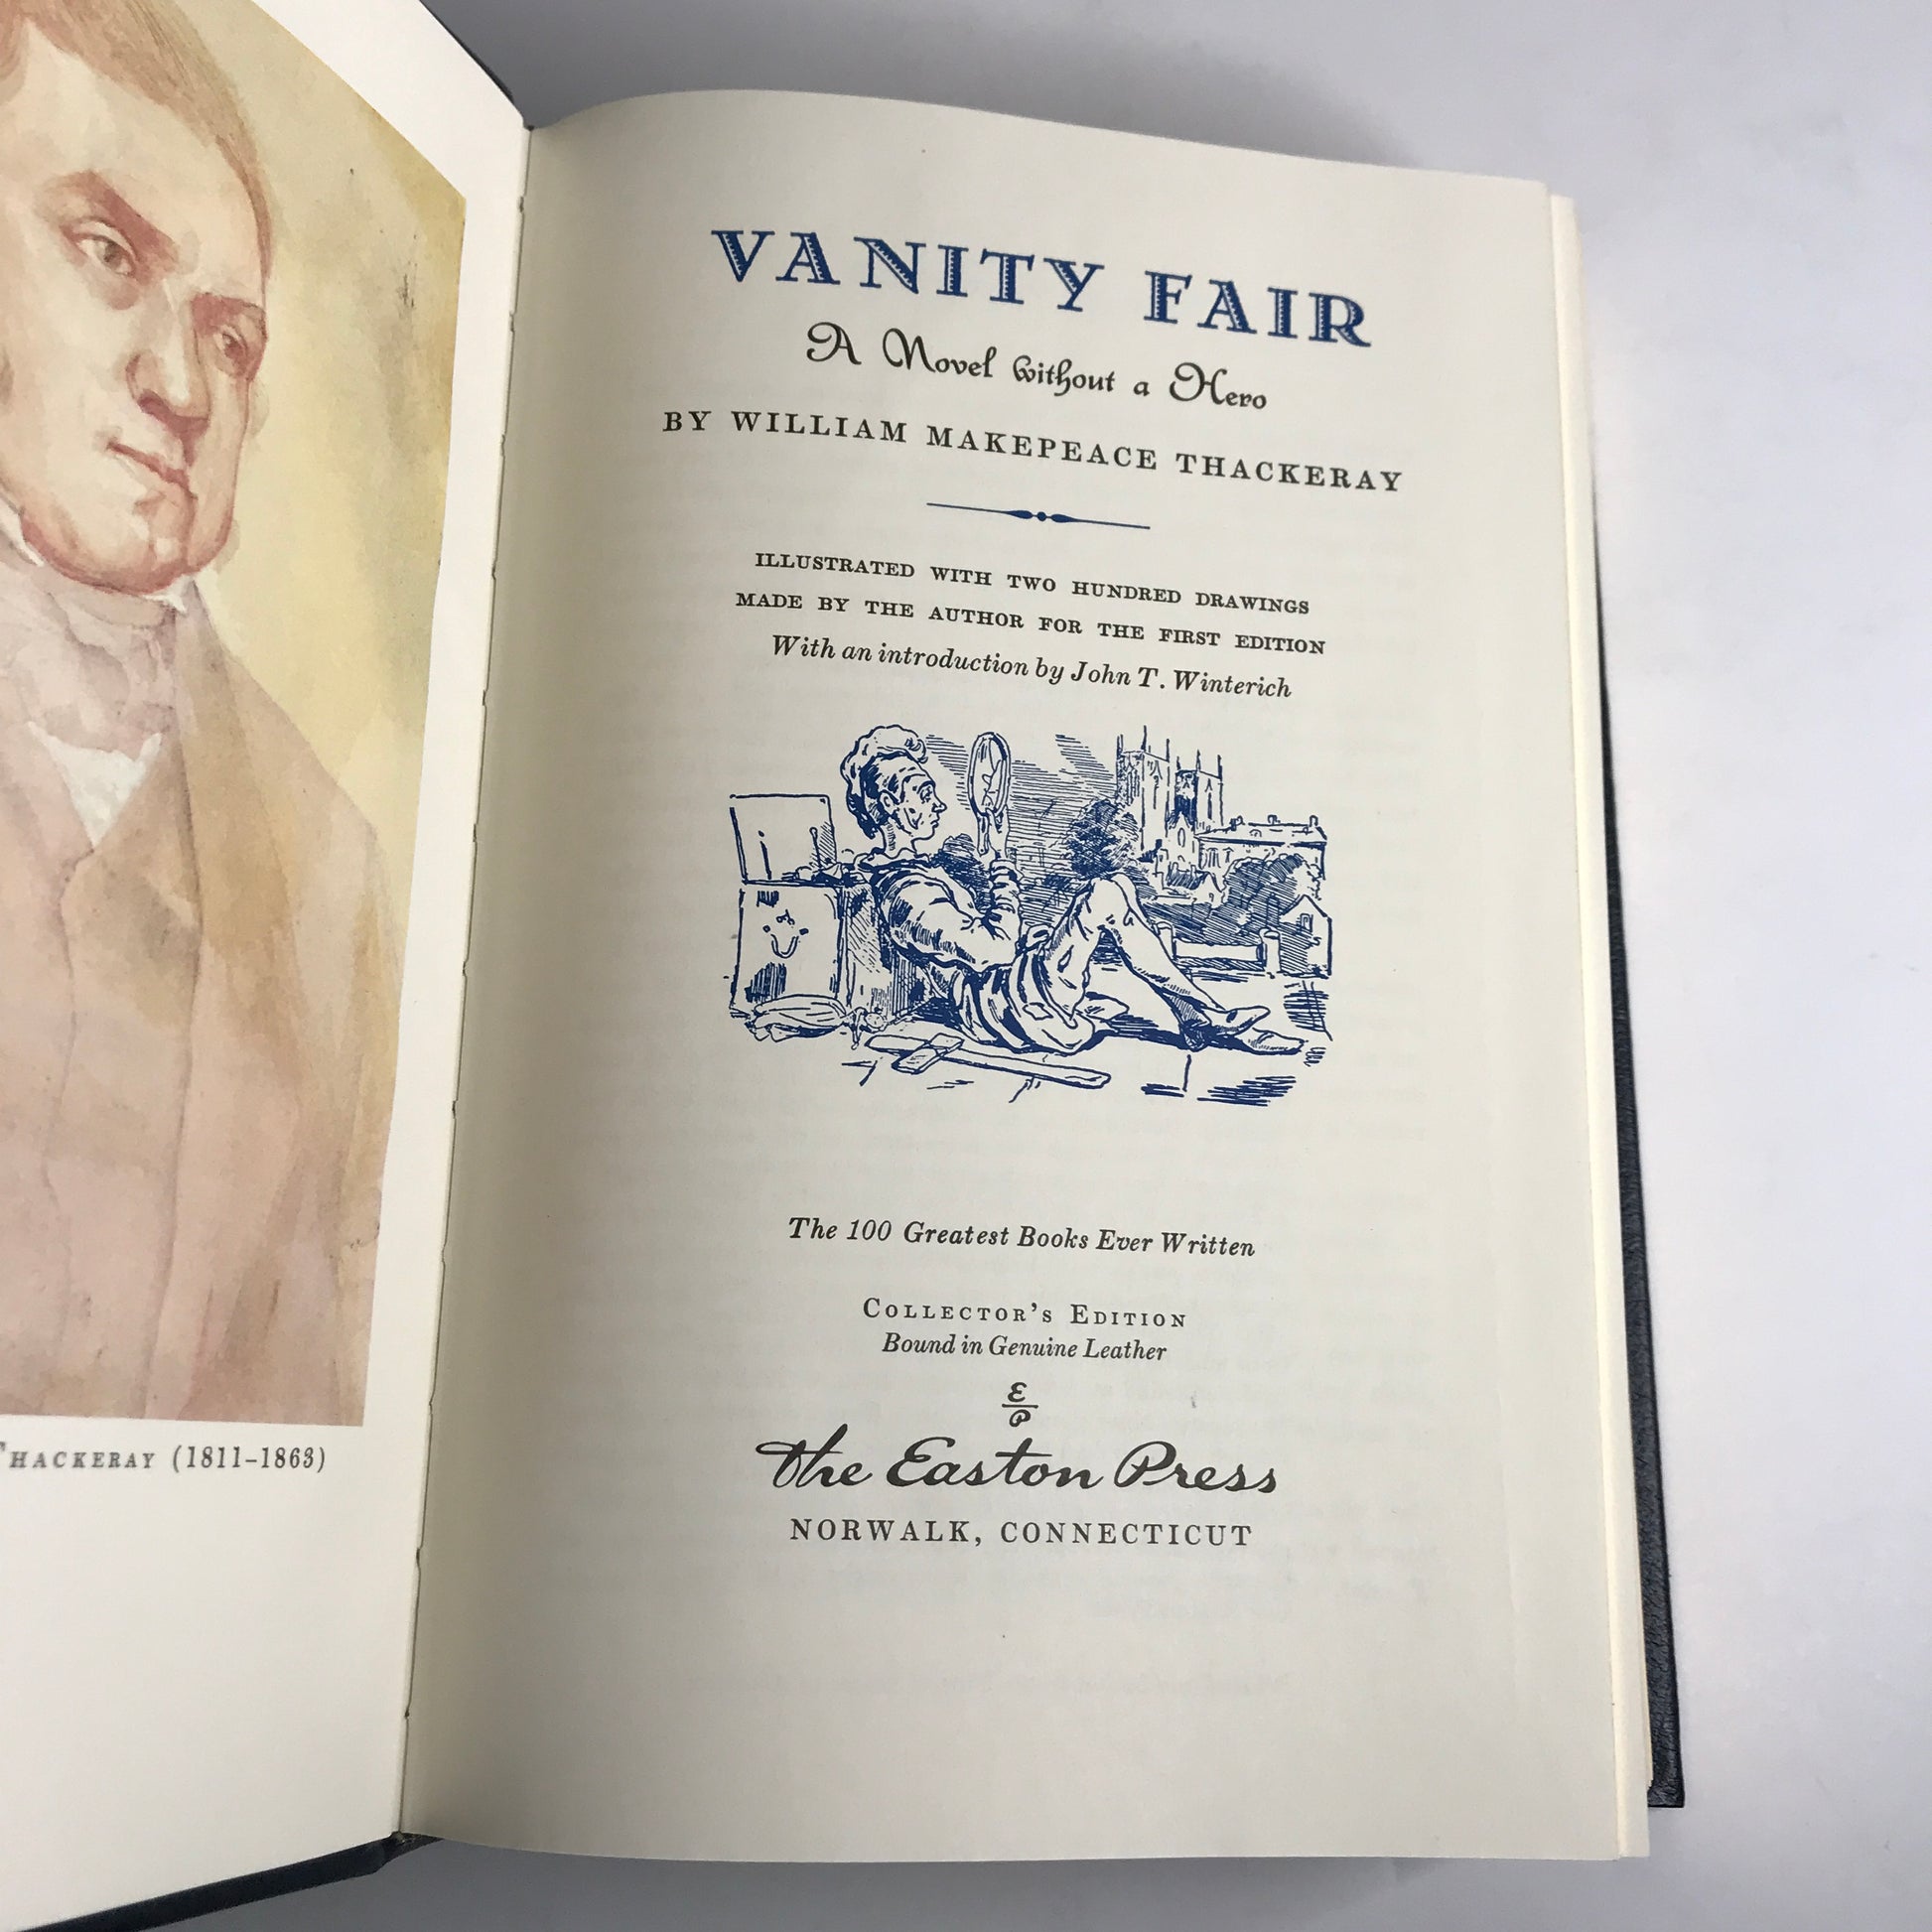 THACKERAY (1811–1863)
VANITY FAIR
A Novel without a Hero
BY WILLIAM MAKEPEACE THACKERAY
ILLUSTRATED WITH TWO HUNDRED DRAWINGS
MADE BY THE AUTHOR FOR THE FIRST EDITION
With an introduction by John T. Winterich
The 100 Greatest Books Ever Written
COLLECTOR'S EDITION
Bound in Genuine Leather
E
P
The Easton Press
NORWALK, CONNECTICUT